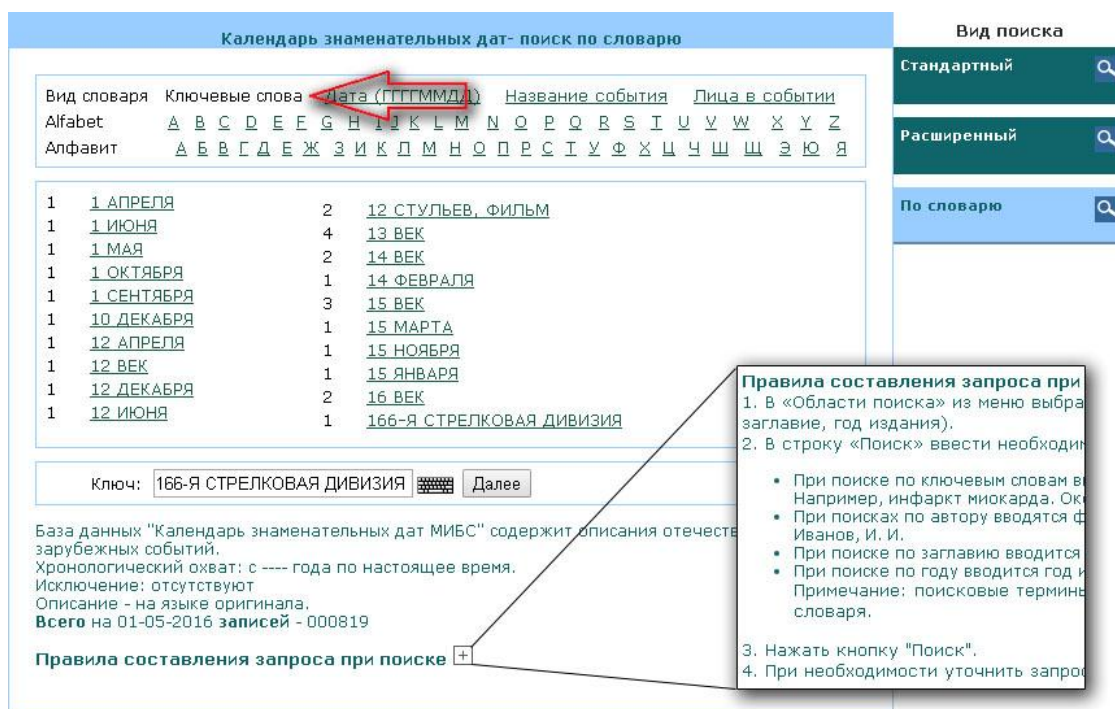 Календарь знаменательных дат- поиск по словарю
Вид словаря Ключевые слова Дата (ГГГГММДД) Название события Лица в событии
Alfabet A B C D E F G H I J K L M N O P Q R S T U V W X Y Z
Алфавит А Б В Г Д Е Ж З И К Л М Н О П Р С Т У Ф Х Ц Ч Ш Щ Э Ю Я
1 1 АПРЕЛЯ
1 1 ИЮНЯ
1 1 МАЯ
1 1 ОКТЯБРЯ
1 1 СЕНТЯБРЯ
1 10 ДЕКАБРЯ
1 12 АПРЕЛЯ
1 12 ВЕК
1 12 ДЕКАБРЯ
1 12 ИЮНЯ
2 12 СТУЛЬЕВ, ФИЛЬМ
4 13 ВЕК
2 14 ВЕК
1 14 ФЕВРАЛЯ
3 15 ВЕК
1 15 МАРТА
1 15 НОЯБРЯ
1 15 ЯНВАРЯ
2 16 ВЕК
1 166-Я СТРЕЛКОВАЯ ДИВИЗИЯ
Ключ: 166-Я СТРЕЛКОВАЯ ДИВИЗИЯ Далее
База данных "Календарь знаменательных дат МИБС" содержит описания отечеств
зарубежных событий.
Хронологический охват: с ---- года по настоящее время.
Исключение: отсутствуют
Описание - на языке оригинала.
Всего на 01-05-2016 записей - 000819
Правила составления запроса при поиске +
Вид поиска
Стандартный
Расширенный
По словарю
Правила составления запроса при
1. В «Области поиска» из меню выбра
заглавие, год издания).
2. В строку «Поиск» ввести необходим
• При поиске по ключевым словам в
Например, инфаркт миокарда. Ок
• При поисках по автору вводятся ф
Иванов, И. И.
• При поиске по заглавию вводится
• При поиске по году вводится год и
Примечание: поисковые термины
словаря.
3. Нажать кнопку "Поиск".
4. При необходимости уточнить запрос